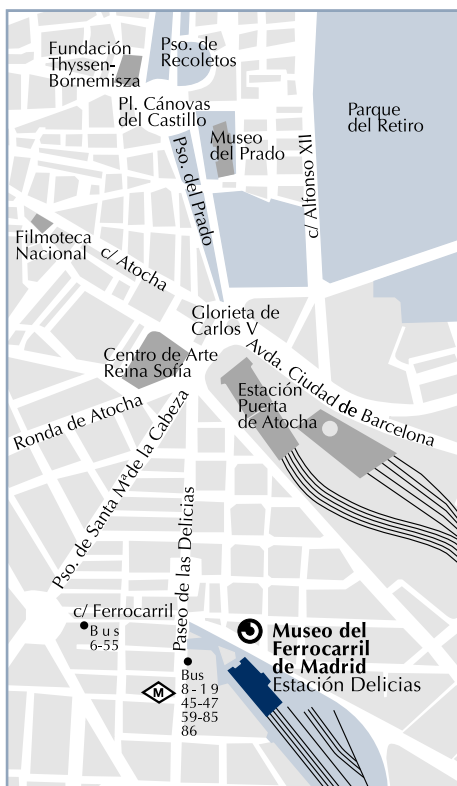 Fundación
Thyssen-
Bornemisza
Pso. de
Recoletos
Pl. Cánovas
del Castillo
Museo
del Prado
Parque
del Retiro
Pso. del Prado
c/ Alfonso XII
Filmoteca
Nacional
c/ Atocha
Glorieta de
Carlos V
Avda. Ciudad de Barcelona
Centro de Arte
Reina Sofía
Estación
Puerta
de Atocha
Ronda de Atocha
Pso. de Santa Mª de la Cabeza
Paseo de las Delicias
c/ Ferrocarril
Bus
6-55
M
Bus
8-19
45-47
59-85
86
Museo del
Ferrocarril
de Madrid
Estación Delicias